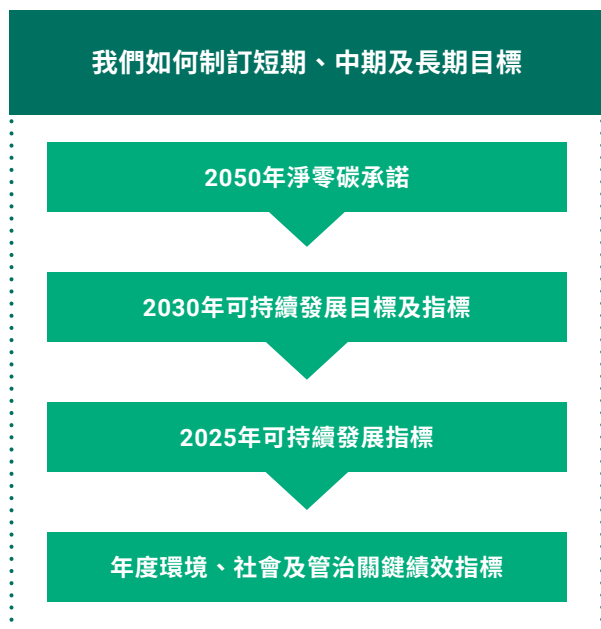 我們如何制訂短期、中期及長期目標
2050年淨零碳承諾
2030年可持續發展目標及指標
2025年可持續發展指標
年度環境、社會及管治關鍵績效指標